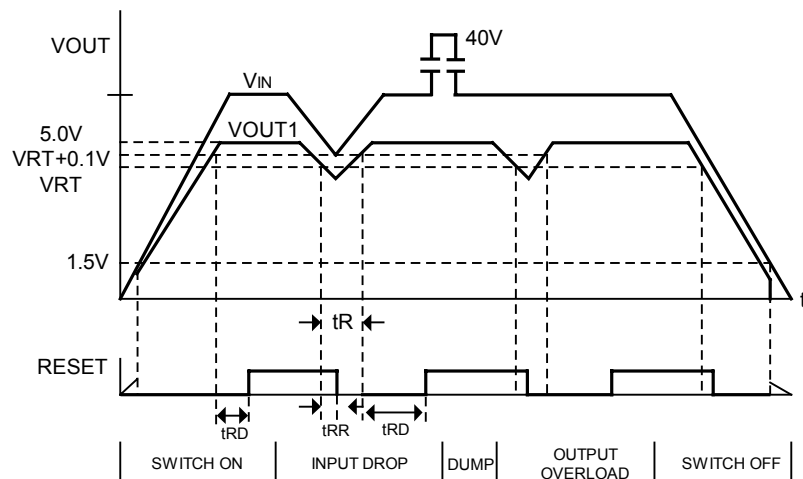 VOUT
40V
VIN
5.0V
VOUT1
VRT+0.1V
VRT
1.5V
t
tR
RESET
tRD
tRR
tRD
SWITCH ON
INPUT DROP
DUMP
OUTPUT
OVERLOAD
SWITCH OFF